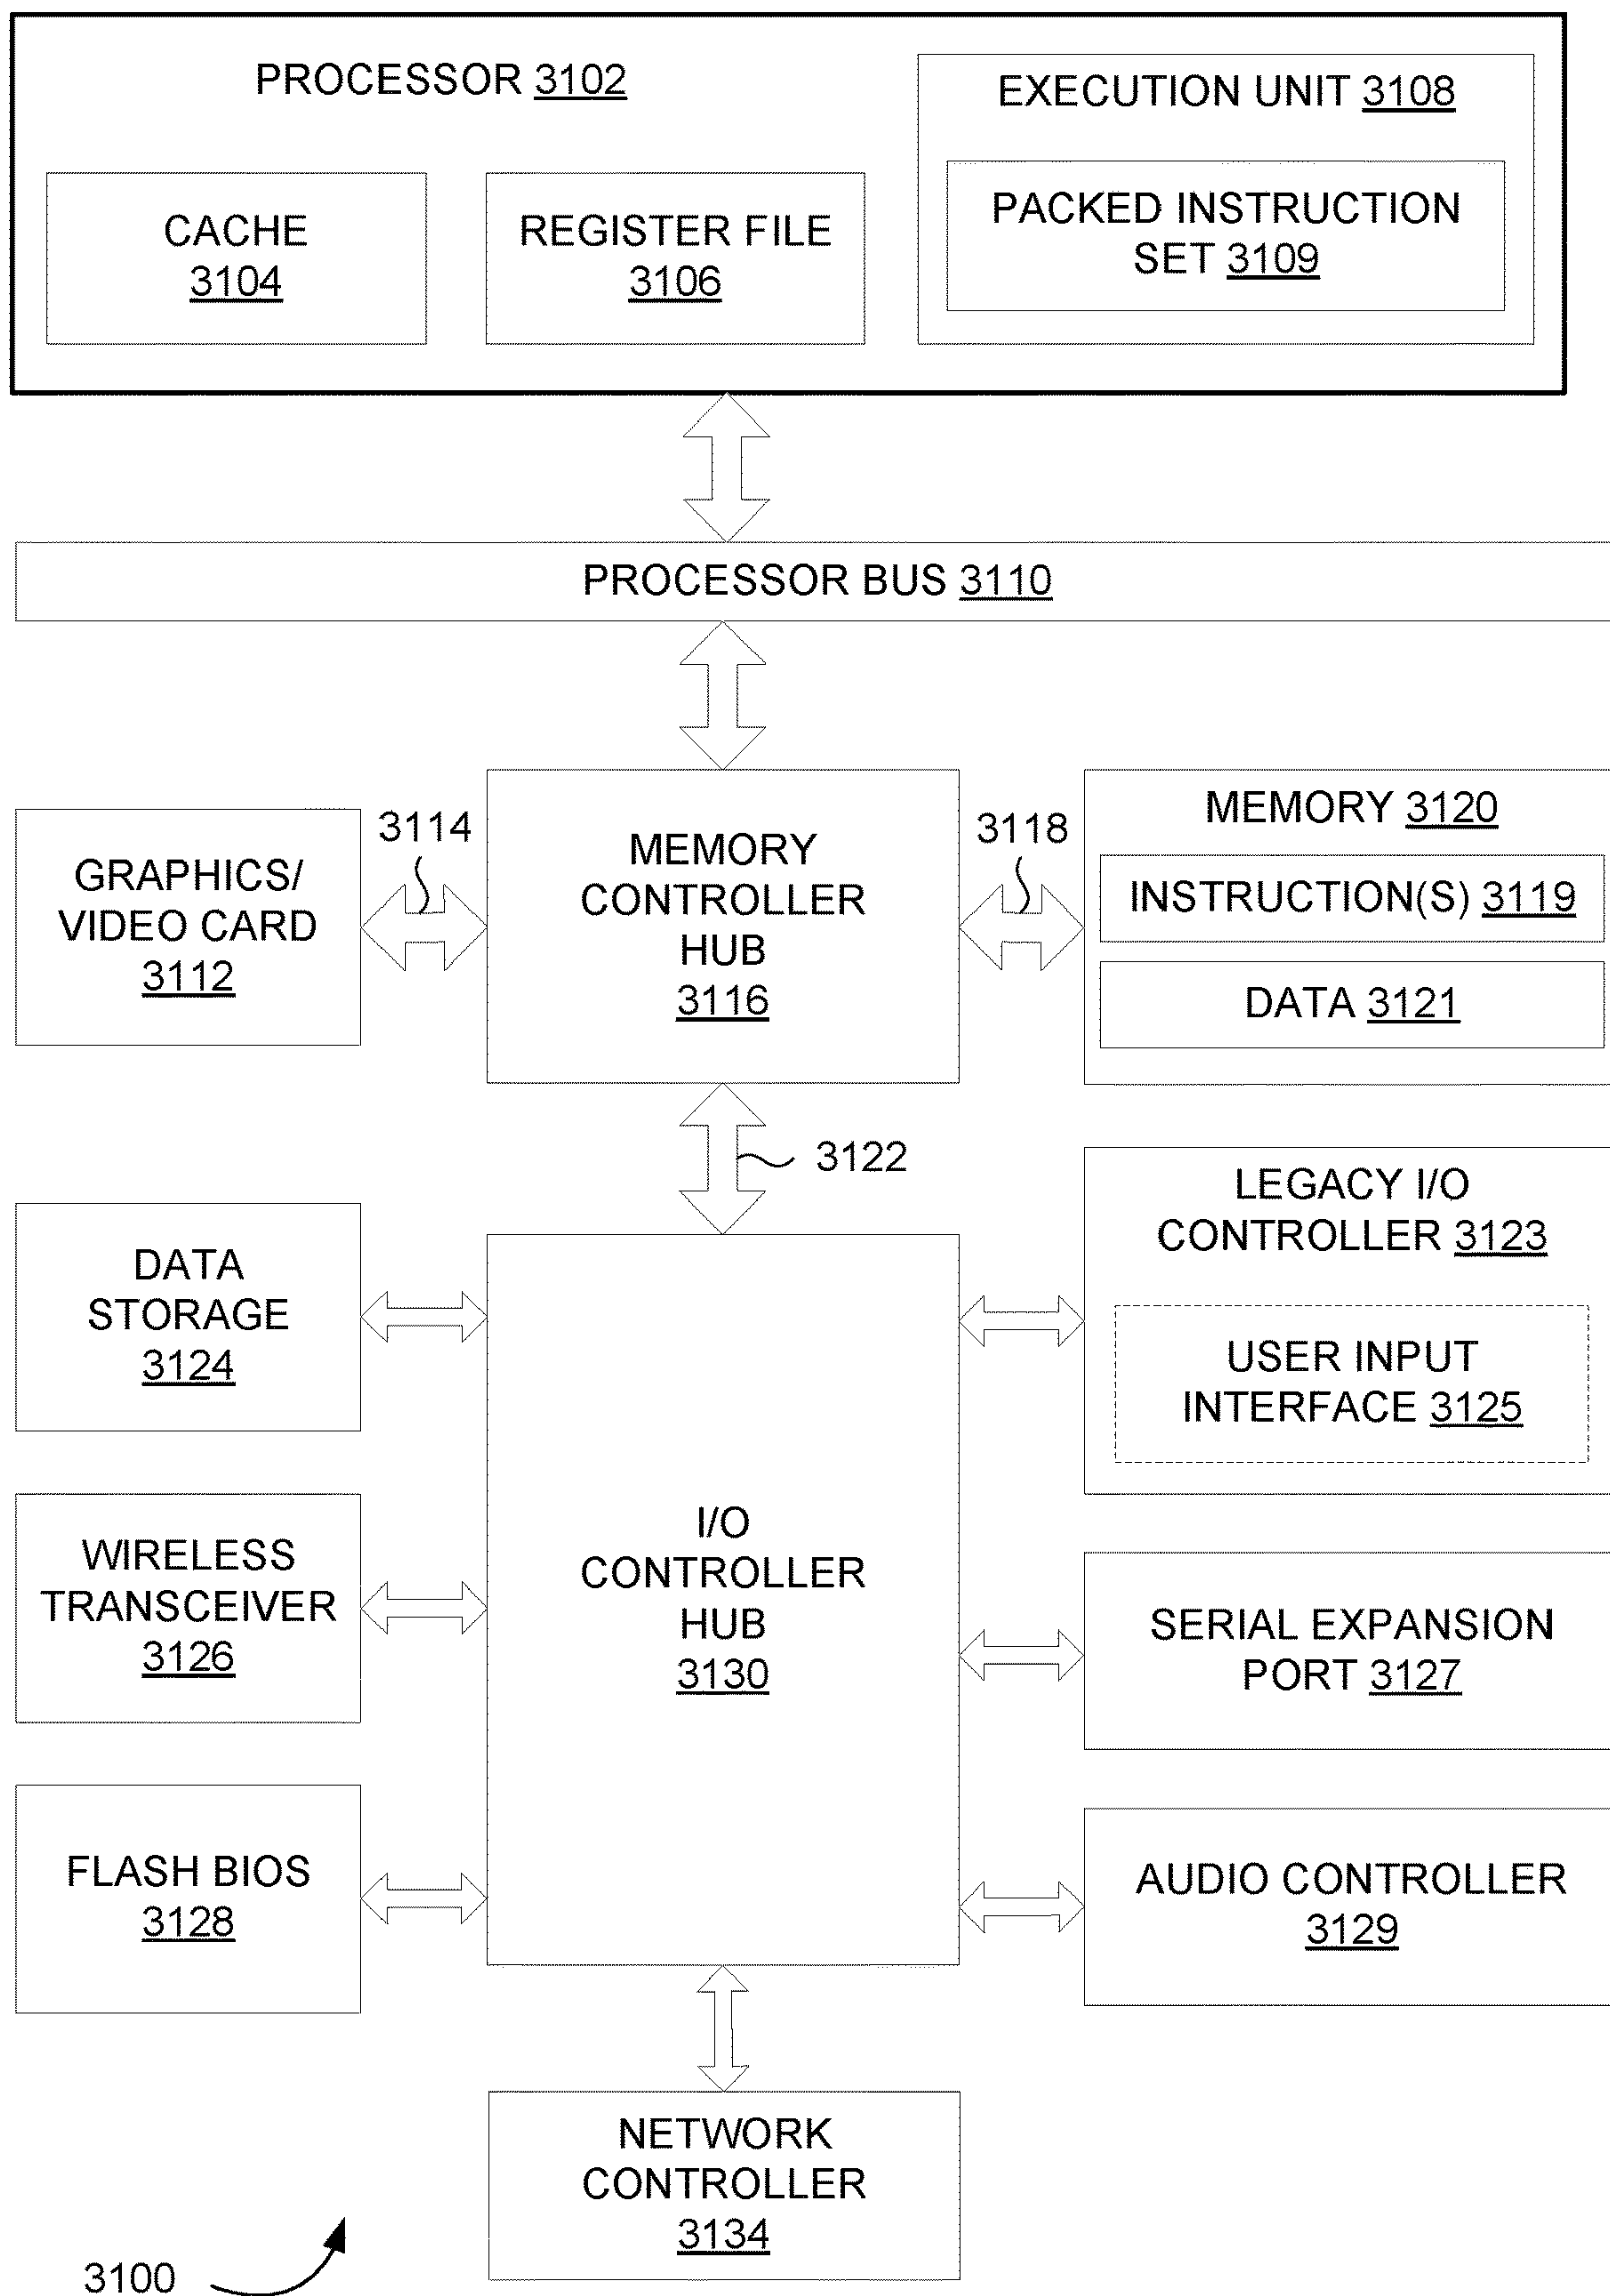 PROCESSOR 3102
EXECUTION UNIT 3108
CACHE
3104
REGISTER FILE
3106
PACKED INSTRUCTION
SET 3109
PROCESSOR BUS 3110
GRAPHICS/
VIDEO CARD
3112
3114
MEMORY
CONTROLLER
HUB
3116
3118
MEMORY 3120
INSTRUCTION(S) 3119
DATA 3121
3122
DATA
STORAGE
3124
LEGACY I/O
CONTROLLER 3123
USER INPUT
INTERFACE 3125
WIRELESS
TRANSCEIVER
3126
I/O
CONTROLLER
HUB
3130
SERIAL EXPANSION
PORT 3127
FLASH BIOS
3128
AUDIO CONTROLLER
3129
NETWORK
CONTROLLER
3134
3100